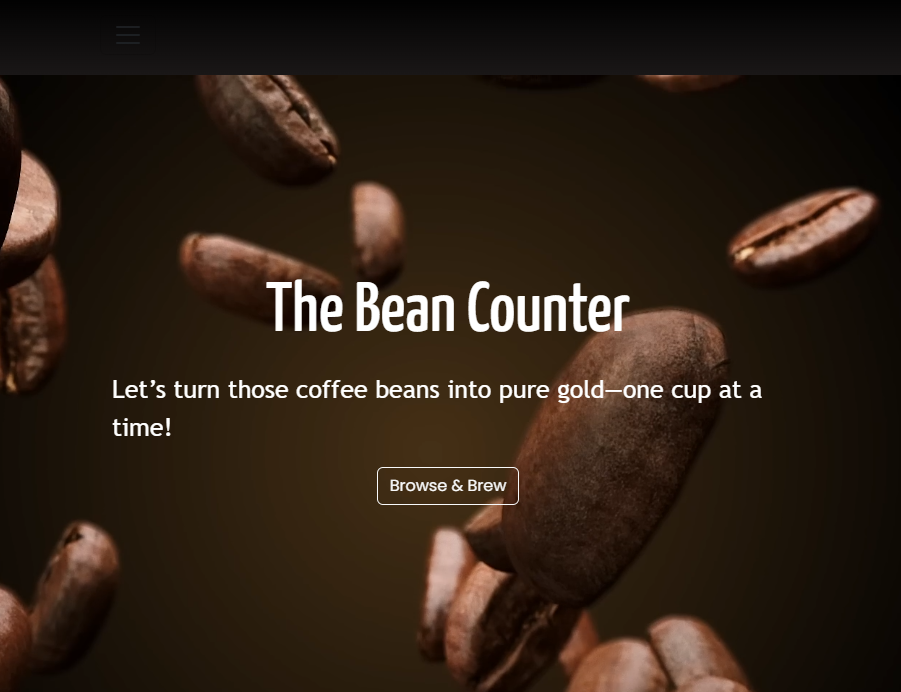 The Bean Counter
Let’s turn those coffee beans into pure gold—one cup at a
time!
Browse & Brew